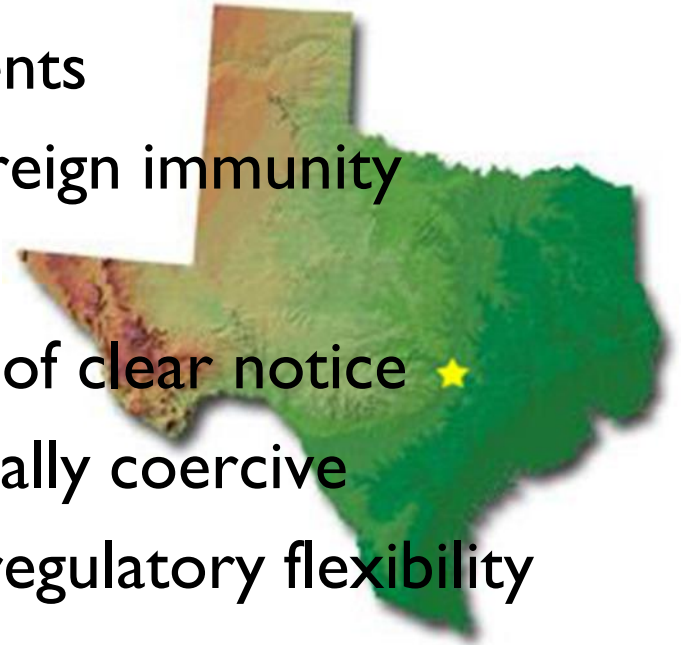 nts
reign immunity
of clear notice
ally coercive
regulatory flexibility